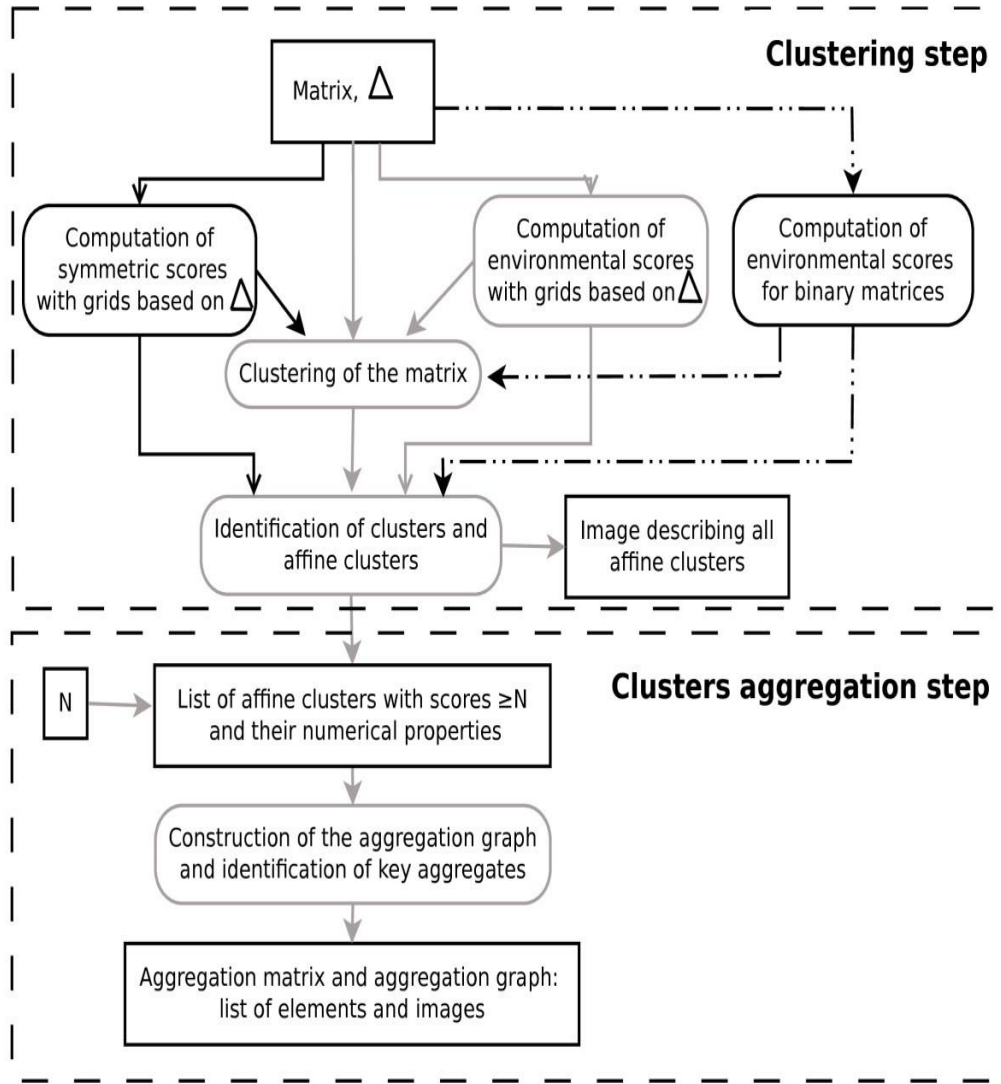 Clustering step
Matrix, Δ
Computation of
symmetric scores
with grids based on Δ
Computation of
environmental scores
with grids based on Δ
Computation of
environmental scores
for binary matrices
Clustering of the matrix
Identification of clusters and
affine clusters
Image describing all
affine clusters
Clusters aggregation step
N
List of affine clusters with scores ≥N
and their numerical properties
Construction of the aggregation graph
and identification of key aggregates
Aggregation matrix and aggregation graph:
list of elements and images